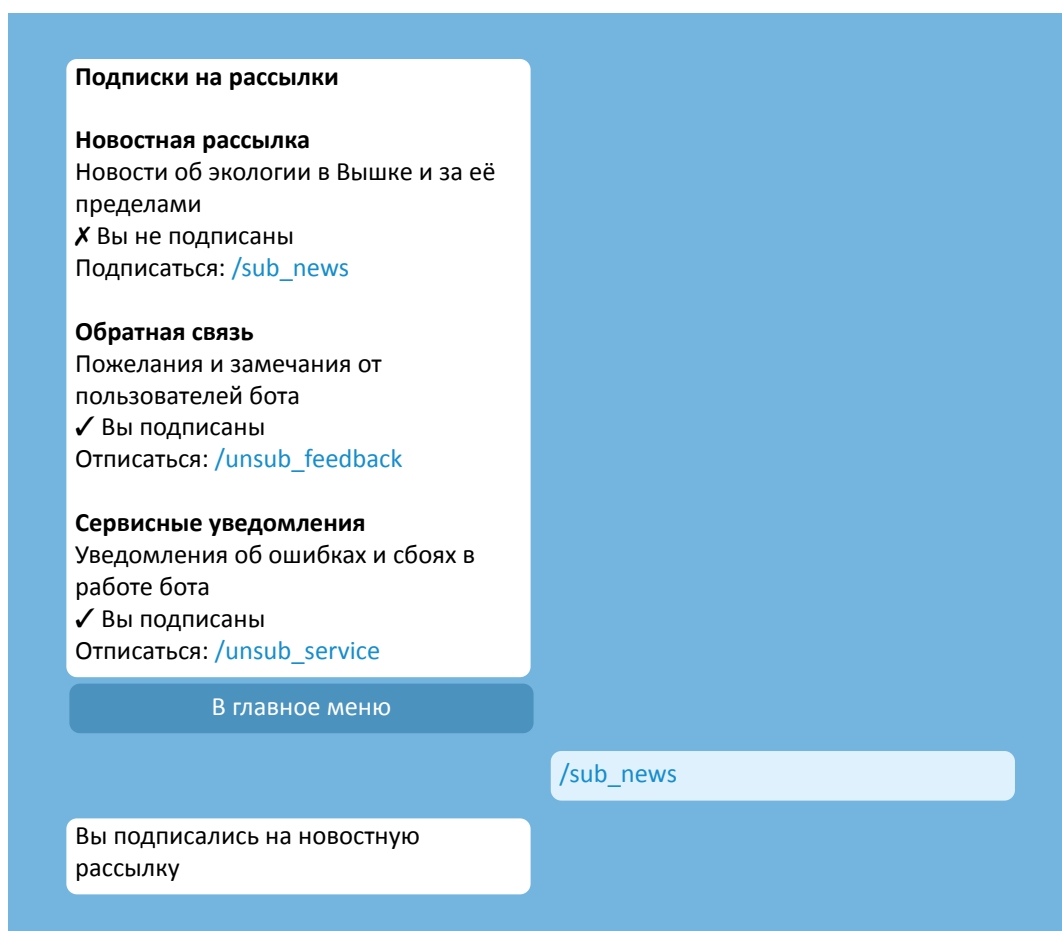 Подписки на рассылки
Новостная рассылка
Новости об экологии в Вышке и за её
пределами
✗ Вы не подписаны
Подписаться: /sub_news
Обратная связь
Пожелания и замечания от
пользователей бота
✓ Вы подписаны
Отписаться: /unsub_feedback
Сервисные уведомления
Уведомления об ошибках и сбоях в
работе бота
✓ Вы подписаны
Отписаться: /unsub_service
В главное меню
/sub_news
Вы подписались на новостную
рассылку